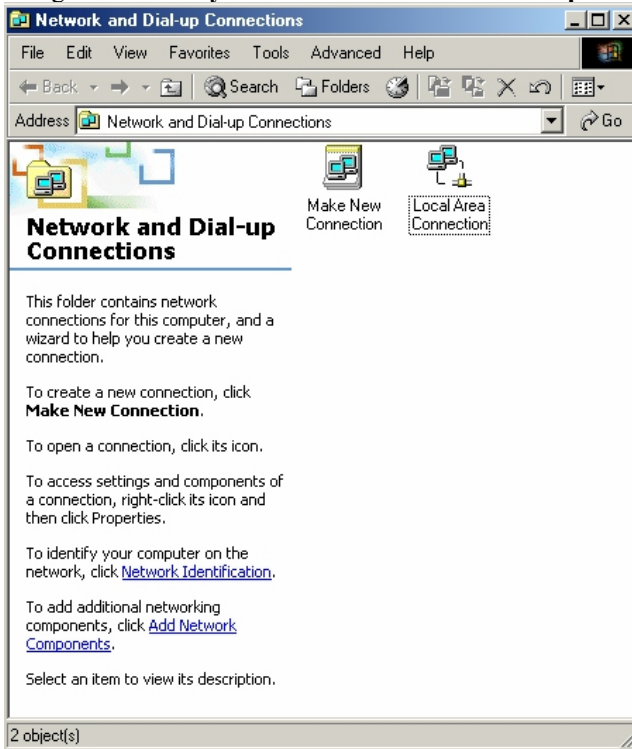 Network and Dial-up Connections
File Edit View Favorites Tools Advanced Help
Back Search Folders
Address Network and Dial-up Connections Go
Network and Dial-up
Connections
This folder contains network
connections for this computer, and a
wizard to help you create a new
connection.
To create a new connection, click
Make New Connection.
To open a connection, click its icon.
To access settings and components of
a connection, right-click its icon and
then click Properties.
To identify your computer on the
network, click Network Identification.
To add additional networking
components, click Add Network
Components.
Select an item to view its description.
Make New
Connection
Local Area
Connection
2 object(s)